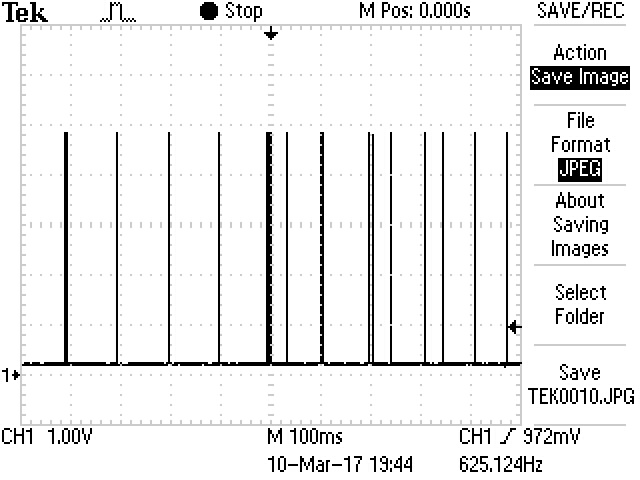 Tek Stop M Pos: 0.000s SAVE/REC
Action
Save Image
File
Format
JPEG
About
Saving
Images
Select
Folder
Save
TEK0010.JPG
1
CH1 1.00V M 100ms CH1 972mV
10-Mar-17 19:44 625.124Hz